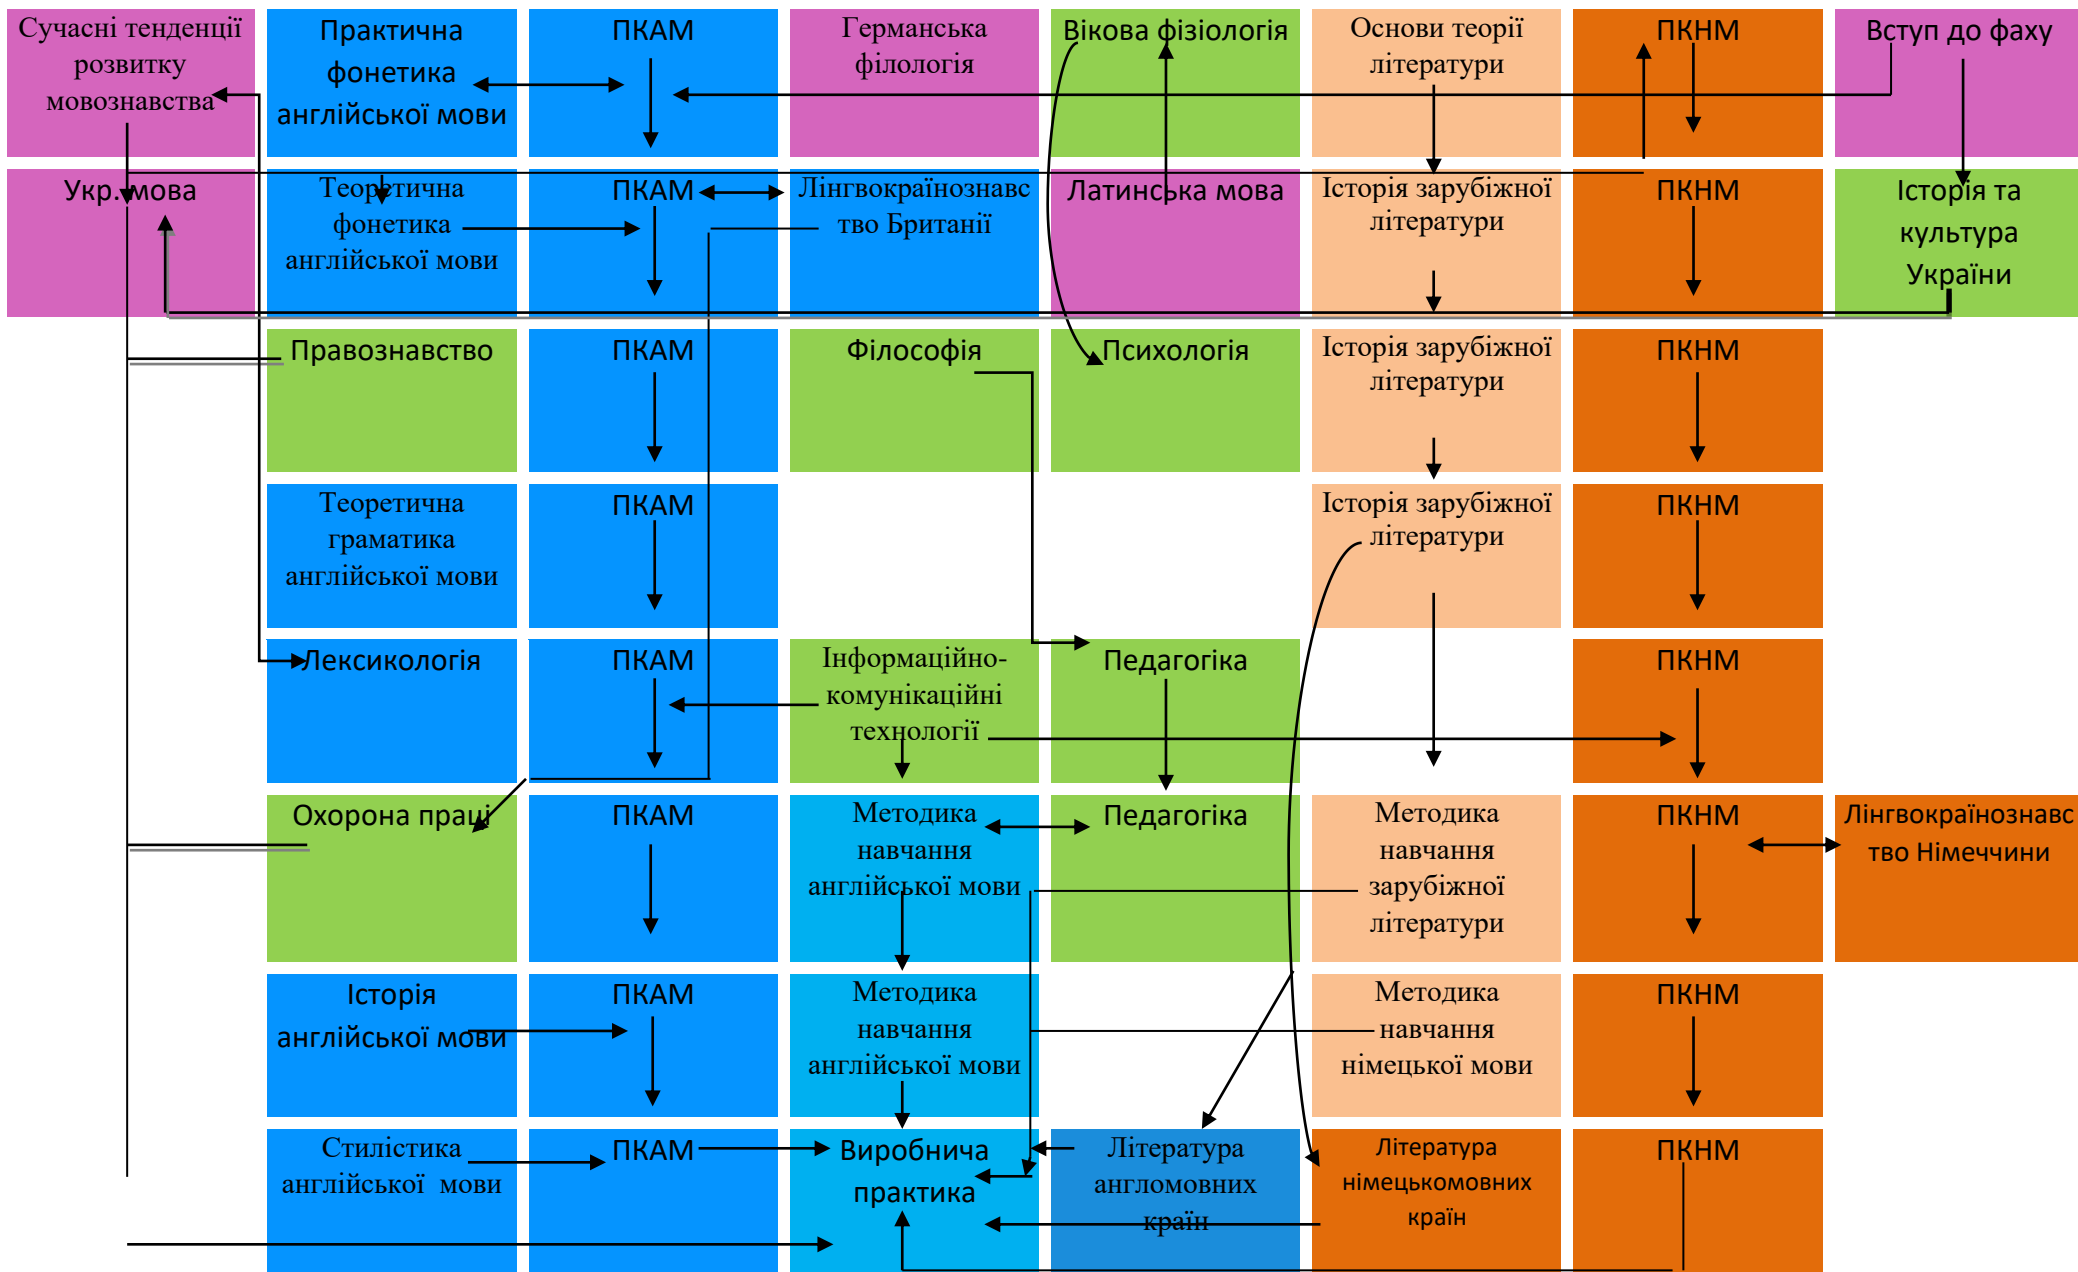 Сучасні тенденції
розвитку
мовознавства
Практична
фонетика
англійської мови
ПКАМ
Германська
філологія
Вікова фізіологія
Основи теорії
літератури
ПКНМ
Вступ до фаху
Укр. мова
Теоретична
фонетика
англійської мови
ПКАМ
Лінгвокраїнознавс
тво Британії
Латинська мова
Історія зарубіжної
літератури
ПКНМ
Історія та
культура
України
Правознавство
ПКАМ
Філософія
Психологія
Історія зарубіжної
літератури
ПКНМ
Теоретична
граматика
англійської мови
ПКАМ
Історія зарубіжної
літератури
ПКНМ
Лексикологія
ПКАМ
Інформаційно-
комунікаційні
технології
Педагогіка
ПКНМ
Охорона праці
ПКАМ
Методика
навчання
англійської мови
Педагогіка
Методика
навчання
зарубіжної
літератури
ПКНМ
Лінгвокраїнознавс
тво Німеччини
Історія
англійської мови
ПКАМ
Методика
навчання
англійської мови
Методика
навчання
німецької мови
ПКНМ
Стилістика
англійської мови
ПКАМ
Виробнича
практика
Література
англомовних
країн
Література
німецькомовних
країн
ПКНМ